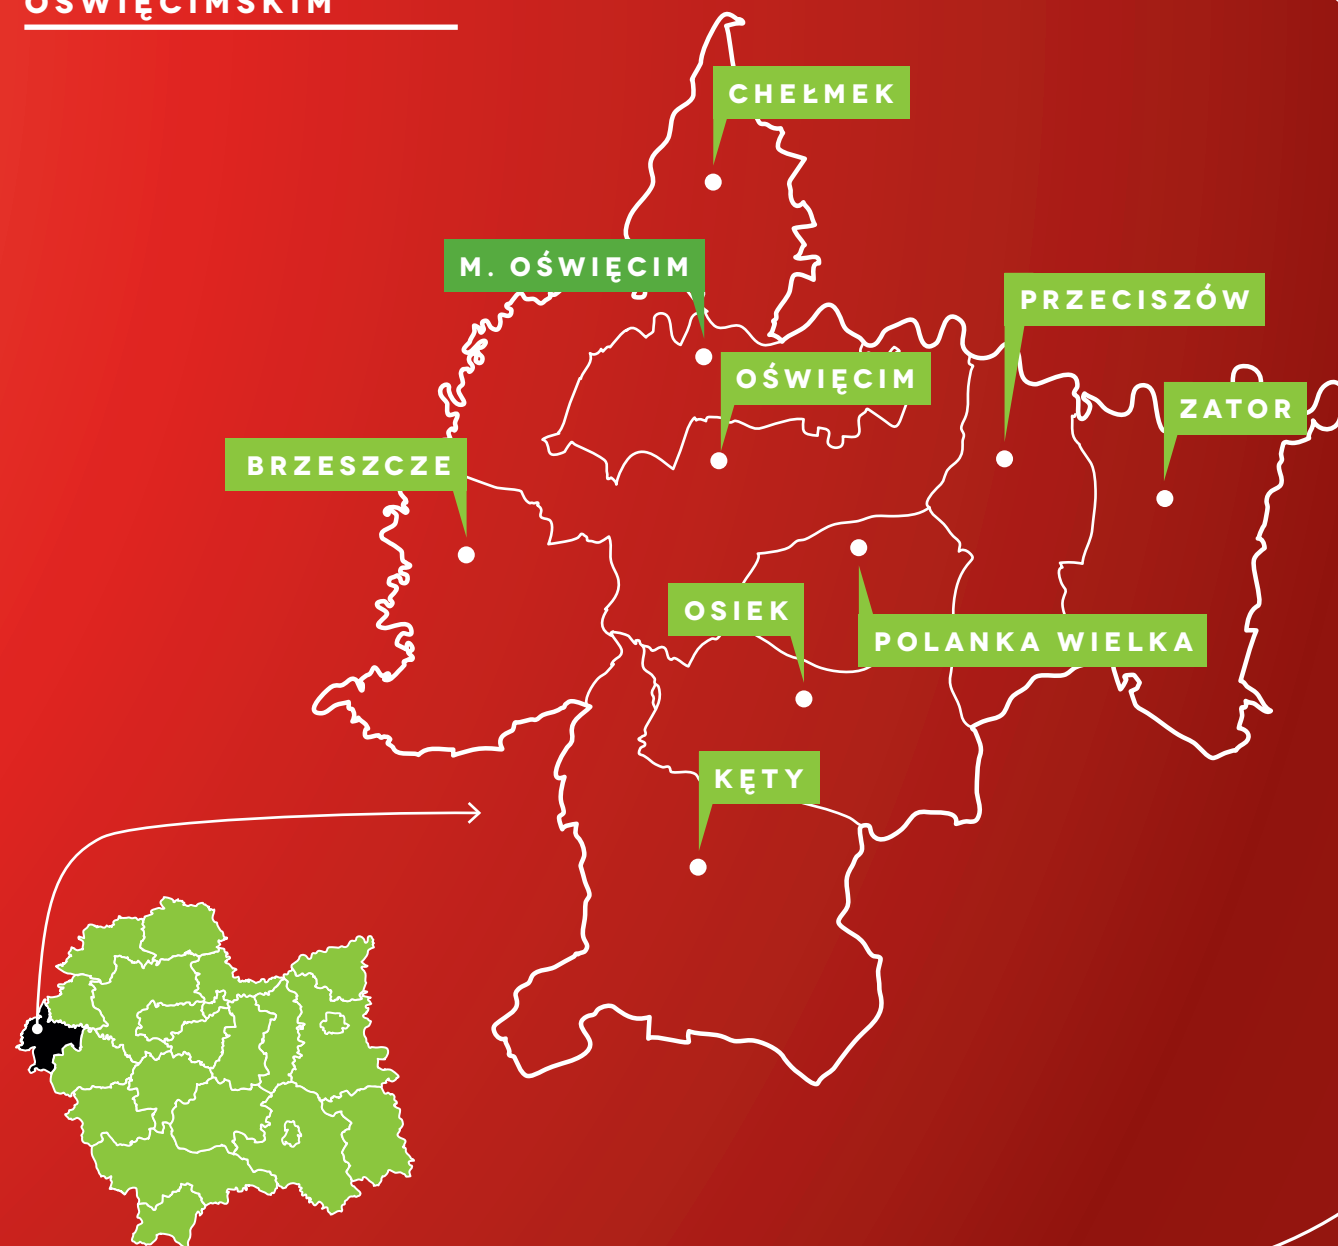 OŚWIĘCIMSKIM
CHEŁMEK
M. OŚWIĘCIM
PRZECISZÓW
OŚWIĘCIM
ZATOR
BRZESZCZE
OSIEK
POLANKA WIELKA
KĘTY